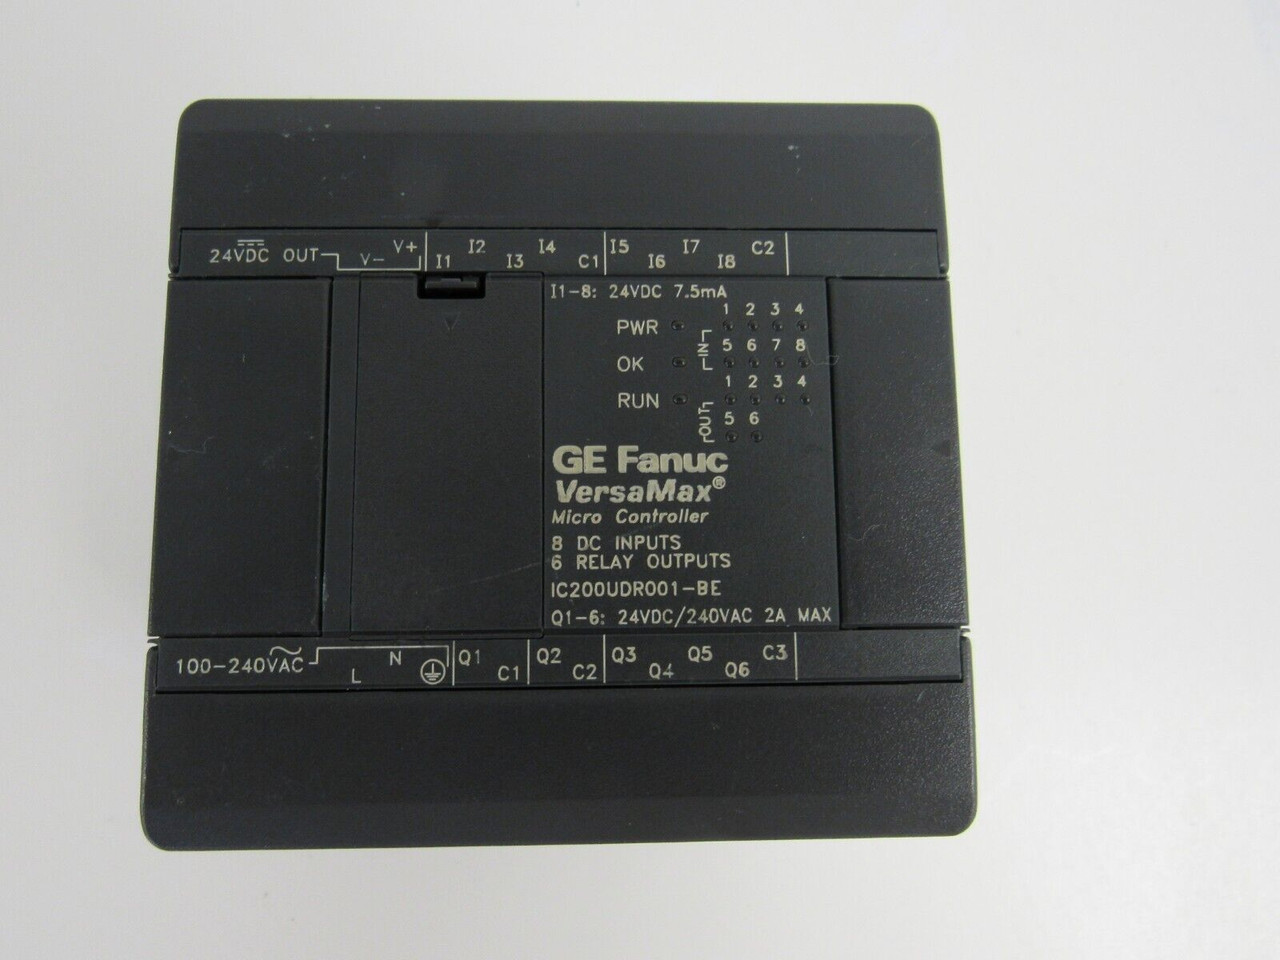 24VDC OUT V- V+ I1 I2 I3 I4 C1 I5 I6 I7 I8 C2
I1-8: 24VDC 7.5mA
1 2 3 4
PWR
5 6 7 8
IN
OK
1 2 3 4
RUN
5 6
OUT
GE Fanuc
VersaMax®
Micro Controller
8 DC INPUTS
6 RELAY OUTPUTS
IC200UDR001-BE
Q1-6: 24VDC/240VAC 2A MAX
100-240VAC L N Q1 C1 Q2 C2 Q3 Q4 Q5 Q6 C3